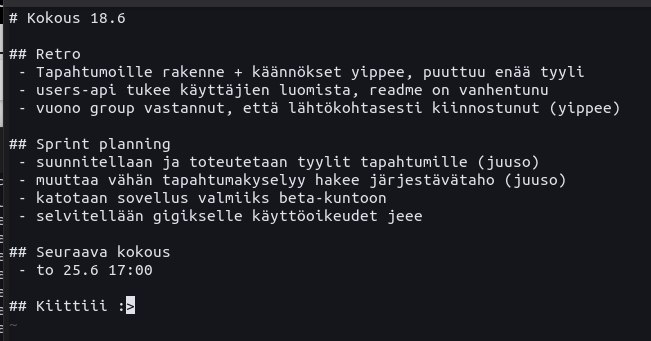 # Kokous 18.6
## Retro
- Tapahtumoille rakenne + käännökset yippee, puuttuu enää tyyli
- users-api tukee käyttäjien luomista, readme on vanhentunu
- vuono group vastannut, että lähtökohtasesti kiinnostunut (yippee)
## Sprint planning
- suunnitellaan ja toteutetaan tyylit tapahtumille (juuso)
- muuttaa vähän tapahtumakyselyy hakee järjestävätaho (juuso)
- katotaan sovellus valmiiks beta-kuntoon
- selvitellään gigikselle käyttöoikeudet jeee
## Seuraava kokous
- to 25.6 17:00
## Kiittiii :>
~